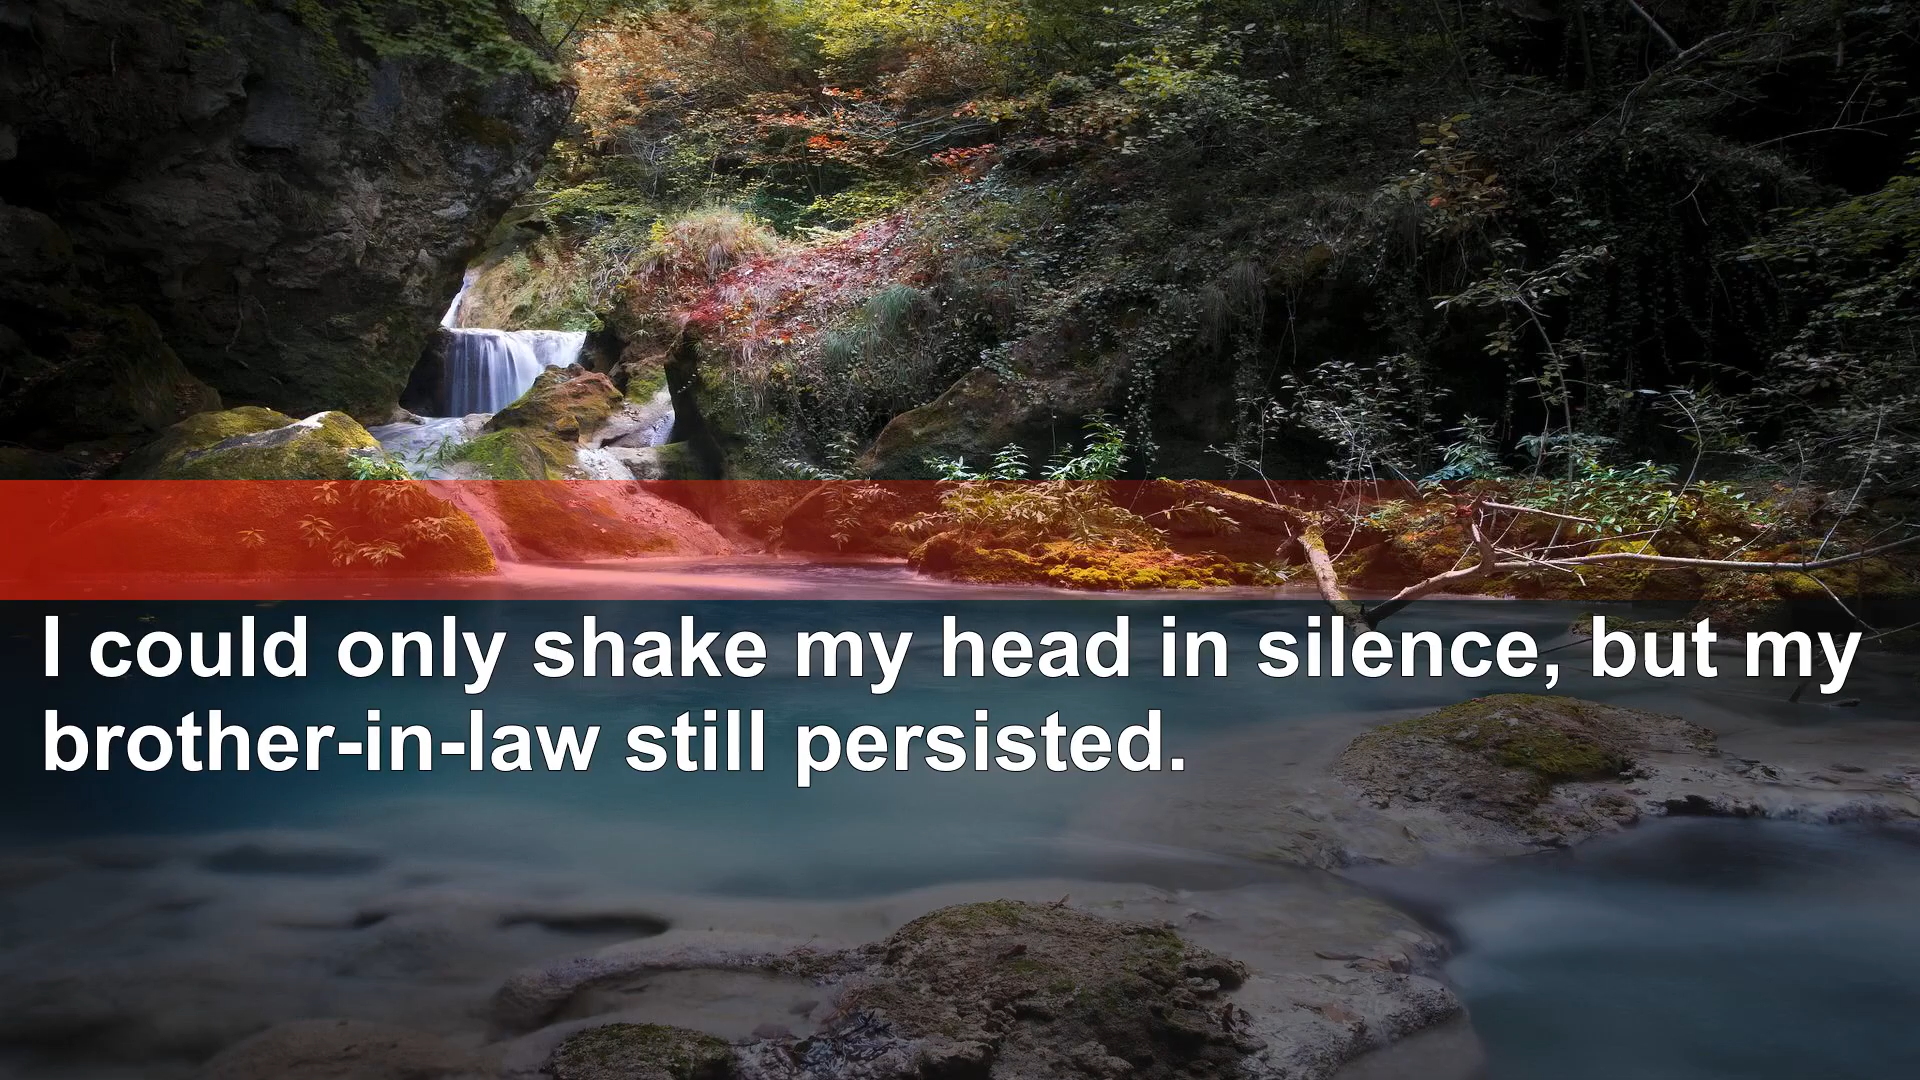 I could only shake my head in silence, but my
brother-in-law still persisted.